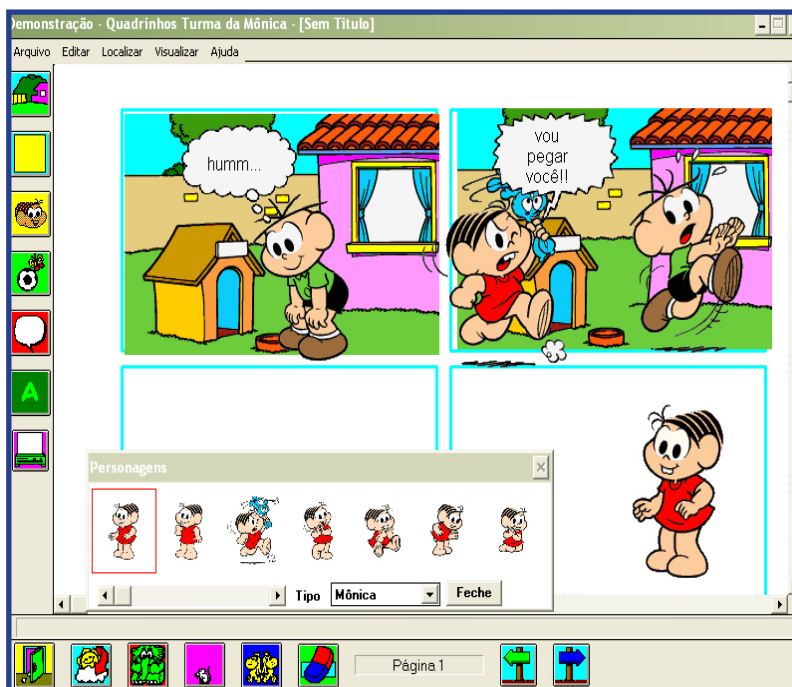 Demonstração - Quadrinhos Turma da Mônica - [Sem Titulo]
Arquivo Editar Localizar Visualizar Ajuda
humm...
vou
pegar
você!!
A
Personagens
Tipo Mônica Feche
Página 1